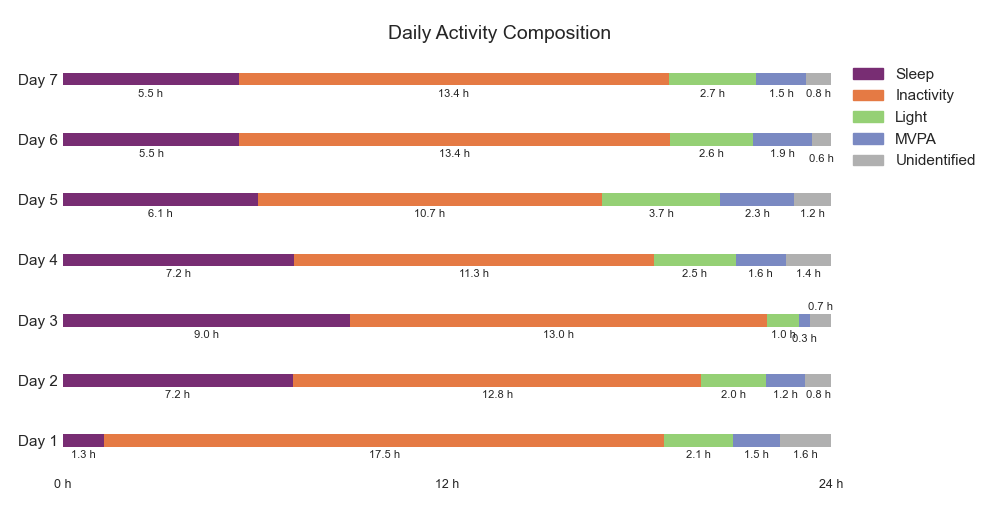 Daily Activity Composition
Day 7
5.5 h 13.4 h 2.7 h 1.5 h 0.8 h
Day 6
5.5 h 13.4 h 2.6 h 1.9 h 0.6 h
Day 5
6.1 h 10.7 h 3.7 h 2.3 h 1.2 h
Day 4
7.2 h 11.3 h 2.5 h 1.6 h 1.4 h
0.7 h
Day 3
9.0 h 13.0 h 1.0 h 0.3 h
Day 2
7.2 h 12.8 h 2.0 h 1.2 h 0.8 h
Day 1
1.3 h 17.5 h 2.1 h 1.5 h 1.6 h
0 h 12 h 24 h
Sleep
Inactivity
Light
MVPA
Unidentified